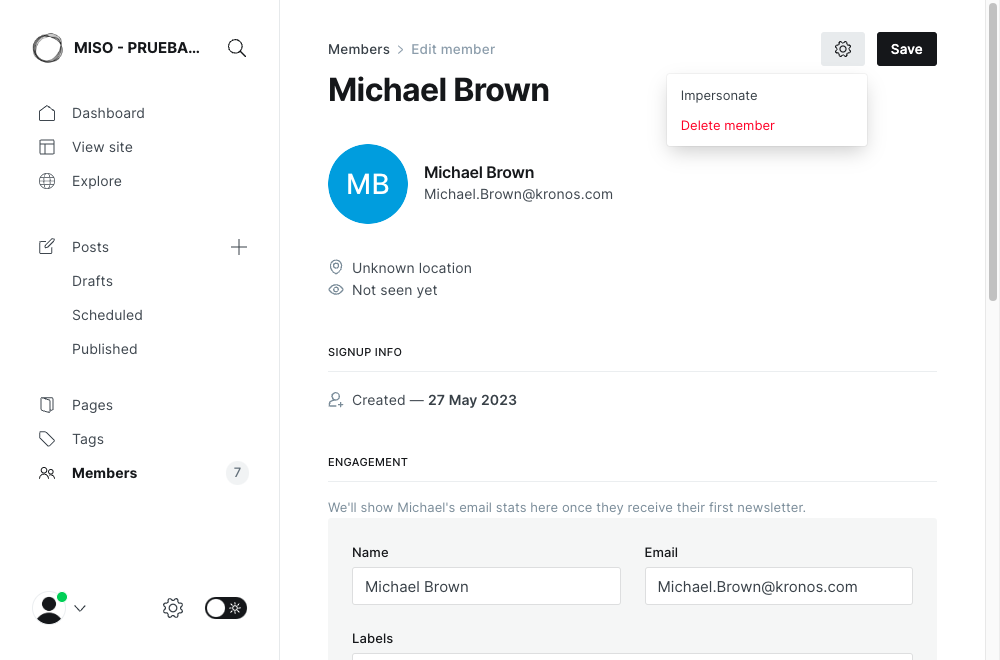 MISO - PRUEBA...
Dashboard
View site
Explore
Posts
Drafts
Scheduled
Published
Pages
Tags
Members
7
Members > Edit member
Save
Michael Brown
Impersonate
Delete member
MB
Michael Brown
Michael.Brown@kronos.com
Unknown location
Not seen yet
SIGNUP INFO
Created — 27 May 2023
ENGAGEMENT
We'll show Michael's email stats here once they receive their first newsletter.
Name
Email
Michael Brown
Michael.Brown@kronos.com
Labels